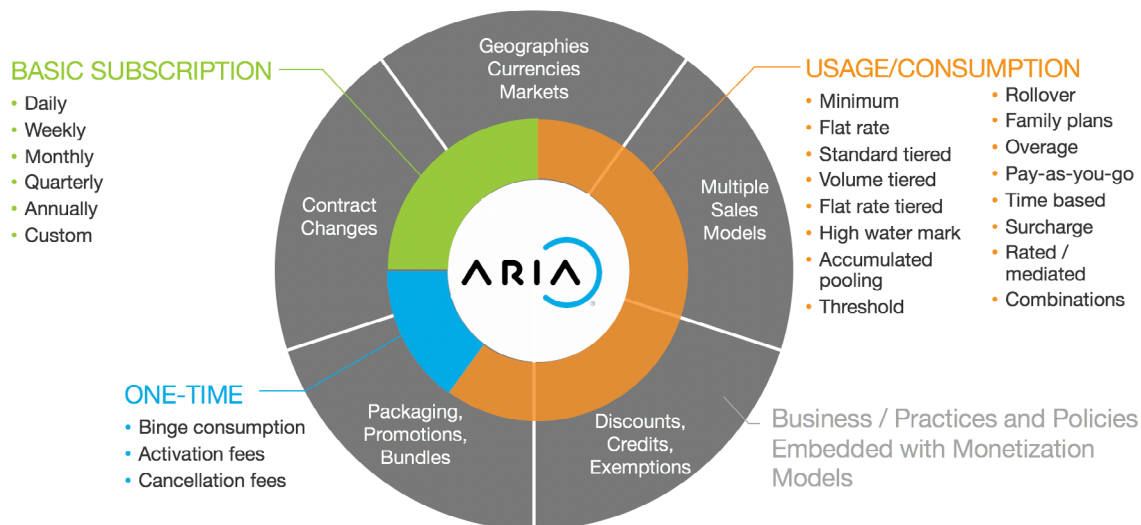 BASIC SUBSCRIPTION
• Daily
• Weekly
• Monthly
• Quarterly
• Annually
• Custom
Geographies
Currencies
Markets
Contract
Changes
Multiple
Sales
Models
ARIA
®
Packaging,
Promotions,
Bundles
Discounts,
Credits,
Exemptions
USAGE/CONSUMPTION
• Minimum
• Flat rate
• Standard tiered
• Volume tiered
• Flat rate tiered
• High water mark
• Accumulated
pooling
• Threshold
• Rollover
• Family plans
• Overage
• Pay-as-you-go
• Time based
• Surcharge
• Rated /
mediated
• Combinations
ONE-TIME
• Binge consumption
• Activation fees
• Cancellation fees
Business / Practices and Policies
Embedded with Monetization
Models